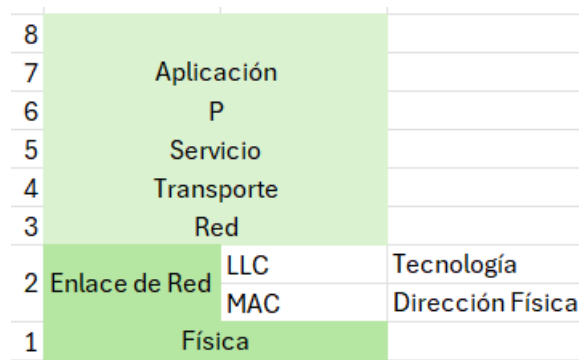 8
7 Aplicación
6 P
5 Servicio
4 Transporte
3 Red
2 Enlace de Red LLC Tecnología
MAC Dirección Física
1 Física